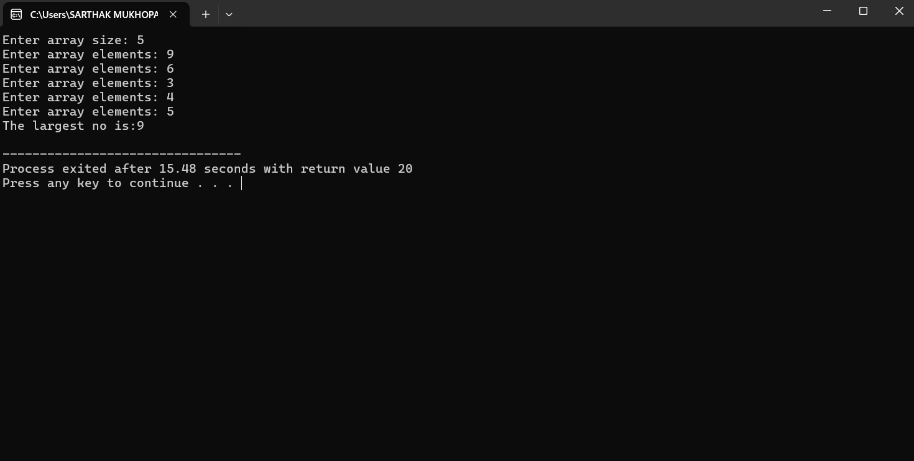 C:\Users\SARTHAK MUKHOPA
Enter array size: 5
Enter array elements: 9
Enter array elements: 6
Enter array elements: 3
Enter array elements: 4
Enter array elements: 5
The largest no is:9
--------------------------------
Process exited after 15.48 seconds with return value 20
Press any key to continue . . .